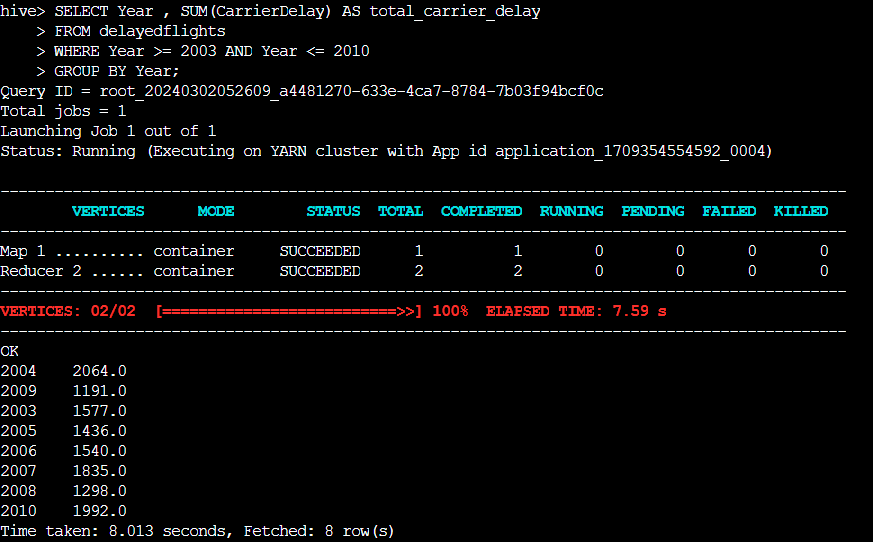 hive> SELECT Year , SUM(CarrierDelay) AS total_carrier_delay
    > FROM delayedflights
    > WHERE Year >= 2003 AND Year <= 2010
    > GROUP BY Year;
Query ID = root_20240302052609_a4481270-633e-4ca7-8784-7b03f94bcf0c
Total jobs = 1
Launching Job 1 out of 1
Status: Running (Executing on YARN cluster with App id application_1709354554592_0004)
----------------------------------------------------------------------------------------------
        VERTICES      MODE        STATUS  TOTAL  COMPLETED  RUNNING  PENDING  FAILED  KILLED
----------------------------------------------------------------------------------------------
Map 1 .......... container     SUCCEEDED      1          1        0        0       0       0
Reducer 2 ...... container     SUCCEEDED      2          2        0        0       0       0
----------------------------------------------------------------------------------------------
VERTICES: 02/02  [==========================>>] 100%  ELAPSED TIME: 7.59 s
----------------------------------------------------------------------------------------------
OK
2004    2064.0
2009    1191.0
2003    1577.0
2005    1436.0
2006    1540.0
2007    1835.0
2008    1298.0
2010    1992.0
Time taken: 8.013 seconds, Fetched: 8 row(s)